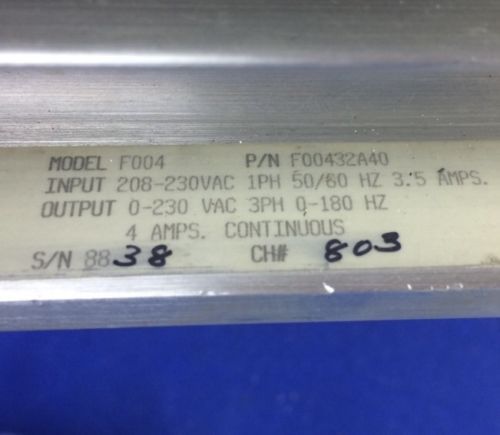 MODEL F004 P/N F00432A40
INPUT 208-230VAC 1PH 50/60 HZ 3.5 AMPS.
OUTPUT 0-230 VAC 3PH 0-180 HZ
4 AMPS. CONTINUOUS
S/N 8838 CH# 803